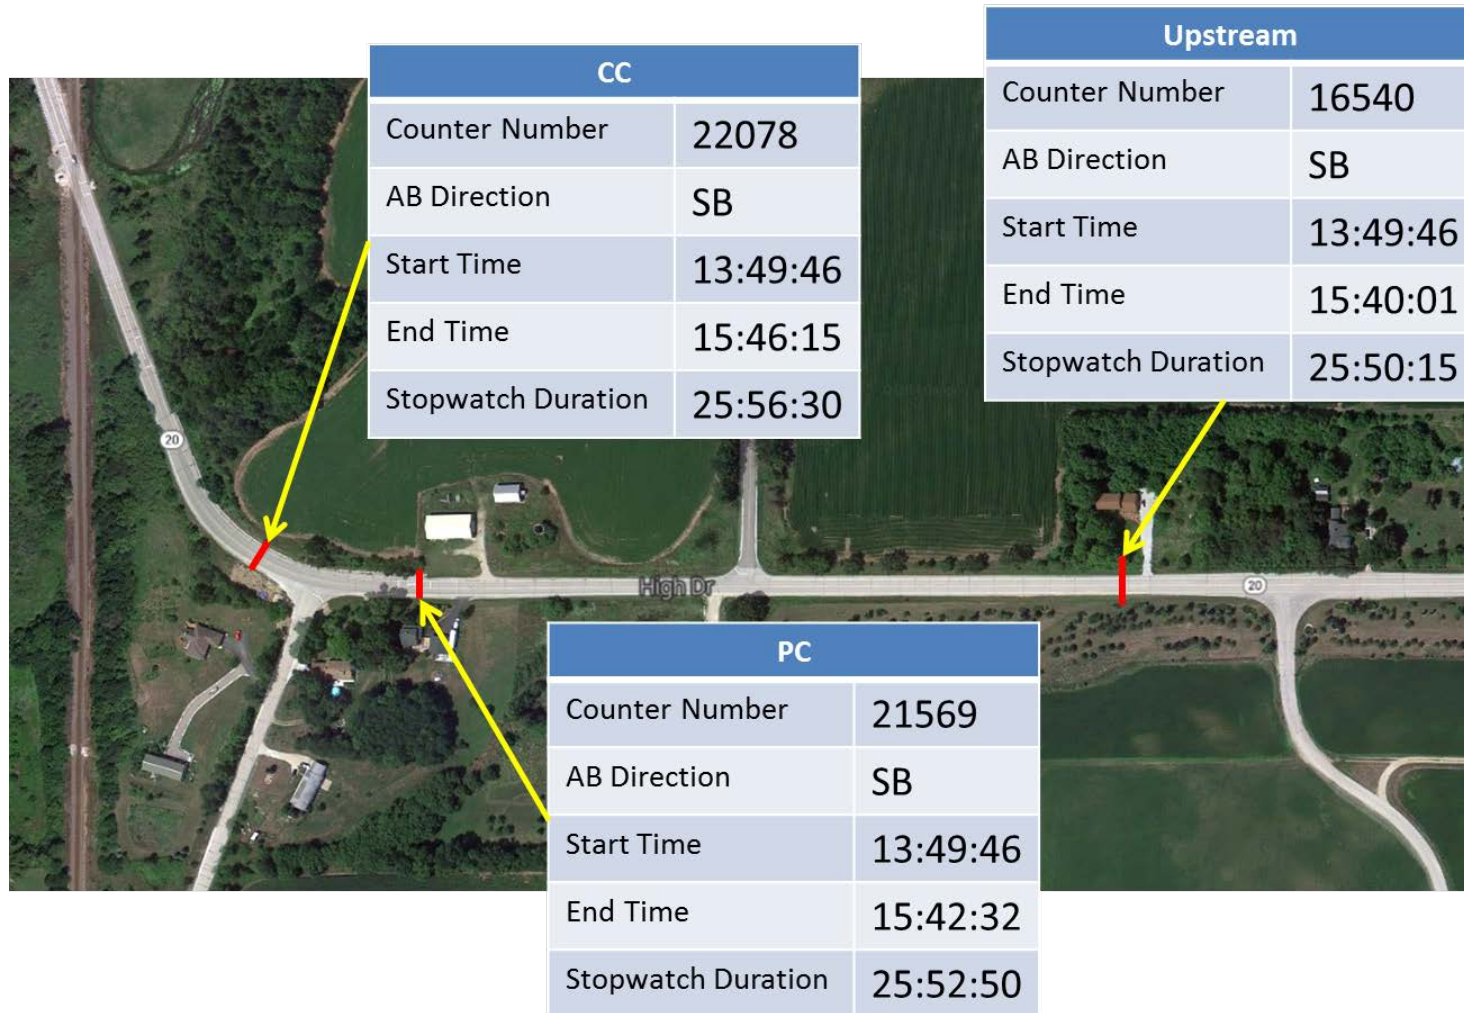 CC
Counter Number 22078
AB Direction SB
Start Time 13:49:46
End Time 15:46:15
Stopwatch Duration 25:56:30
Upstream
Counter Number 16540
AB Direction SB
Start Time 13:49:46
End Time 15:40:01
Stopwatch Duration 25:50:15
20
High Dr
20
PC
Counter Number 21569
AB Direction SB
Start Time 13:49:46
End Time 15:42:32
Stopwatch Duration 25:52:50